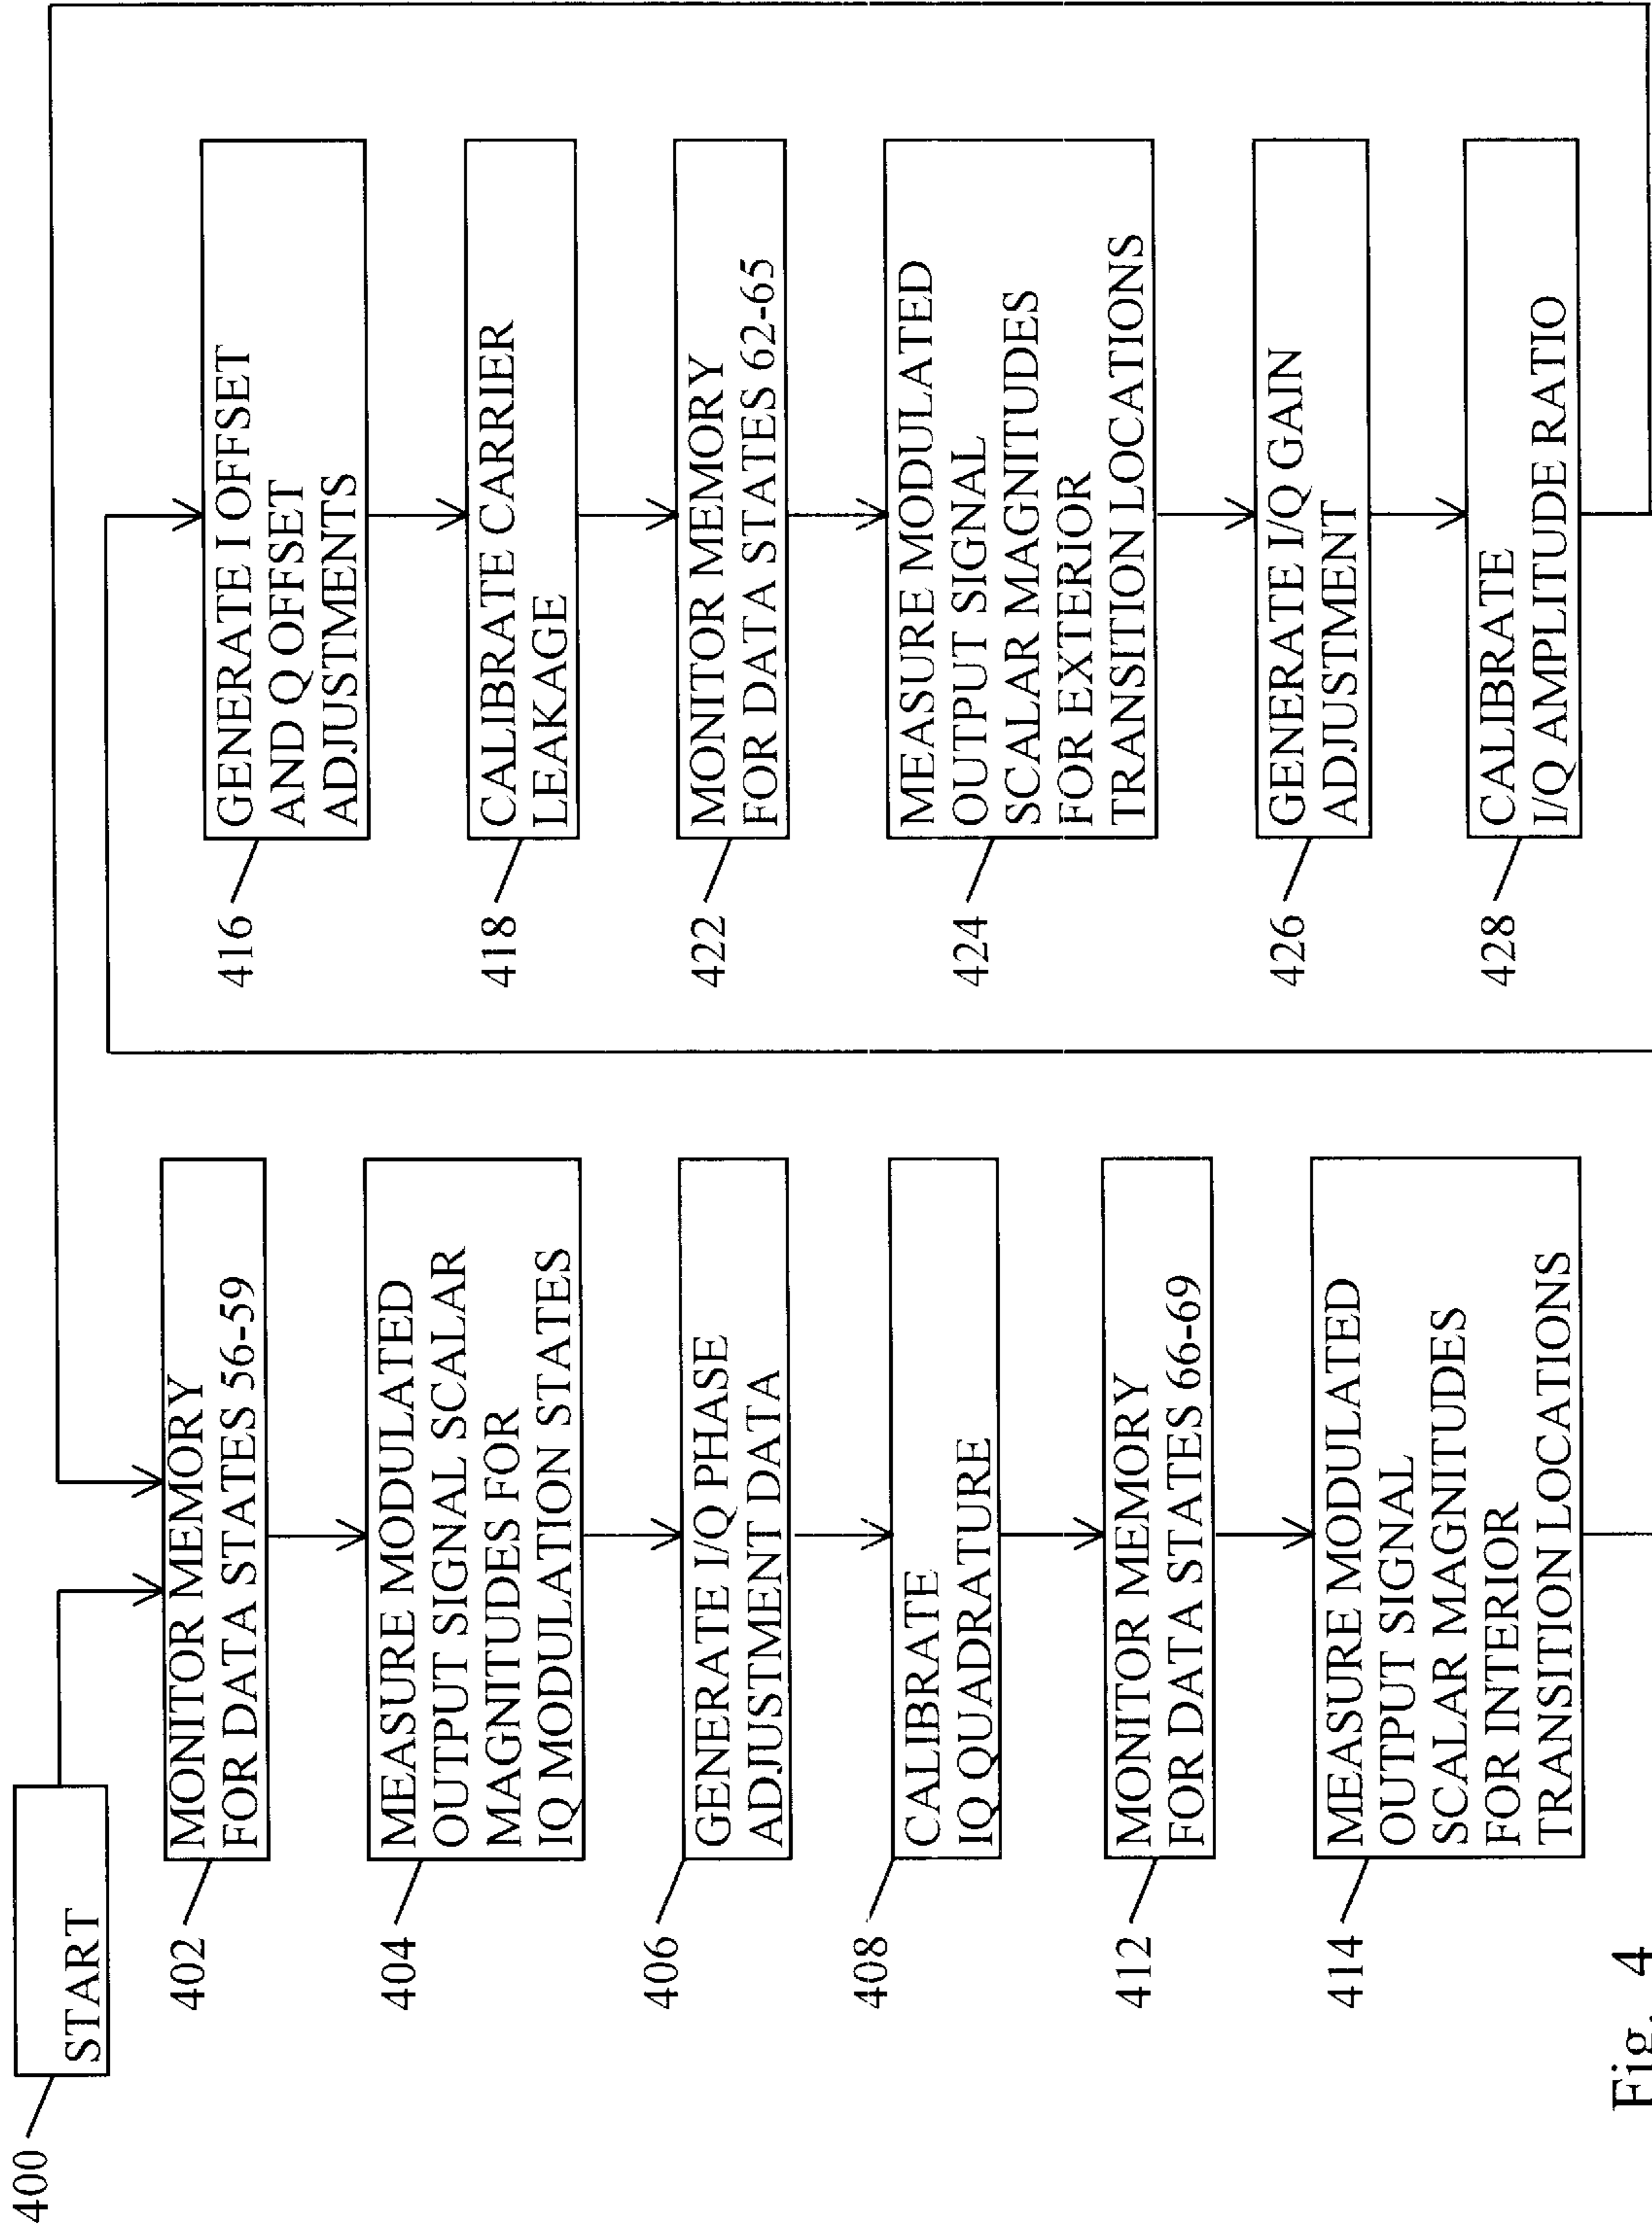 400
START
402
MONITOR MEMORY
FOR DATA STATES 56-59
404
MEASURE MODULATED
OUTPUT SIGNAL SCALAR
MAGNITUDES FOR
IQ MODULATION STATES
406
GENERATE I/Q PHASE
ADJUSTMENT DATA
408
CALIBRATE
IQ QUADRATURE
412
MONITOR MEMORY
FOR DATA STATES 66-69
414
MEASURE MODULATED
OUTPUT SIGNAL
SCALAR MAGNITUDES
FOR INTERIOR
TRANSITION LOCATIONS
416
GENERATE I OFFSET
AND Q OFFSET
ADJUSTMENTS
418
CALIBRATE CARRIER
LEAKAGE
422
MONITOR MEMORY
FOR DATA STATES 62-65
424
MEASURE MODULATED
OUTPUT SIGNAL
SCALAR MAGNITUDES
FOR EXTERIOR
TRANSITION LOCATIONS
426
GENERATE I/Q GAIN
ADJUSTMENT
428
CALIBRATE
I/Q AMPLITUDE RATIO
Fig. 4